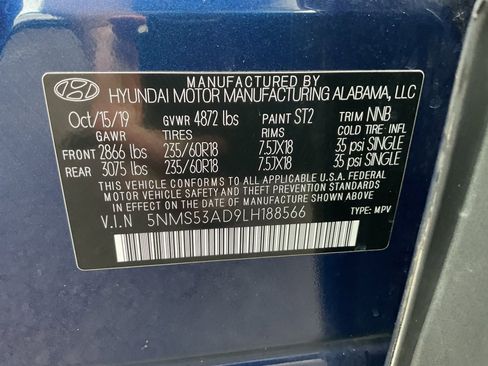 MANUFACTURED BY
HYUNDAI MOTOR MANUFACTURING ALABAMA, LLC
Oct/15/19 GVWR 4872 lbs PAINT ST2 TRIM NNB
GAWR TIRES RIMS COLD TIRE INFL
FRONT 2866 lbs 235/60R18 7.5JX18 35 psi SINGLE
REAR 3075 lbs 235/60R18 7.5JX18 35 psi SINGLE
THIS VEHICLE CONFORMS TO ALL APPLICABLE U.S.A. FEDERAL
MOTOR VEHICLE SAFETY AND THEFT PREVENTION STANDARDS
IN EFFECT ON THE DATE OF MANUFACTURE SHOWN ABOVE.
V.I.N 5NMS53AD9LH188566 TYPE: MPV